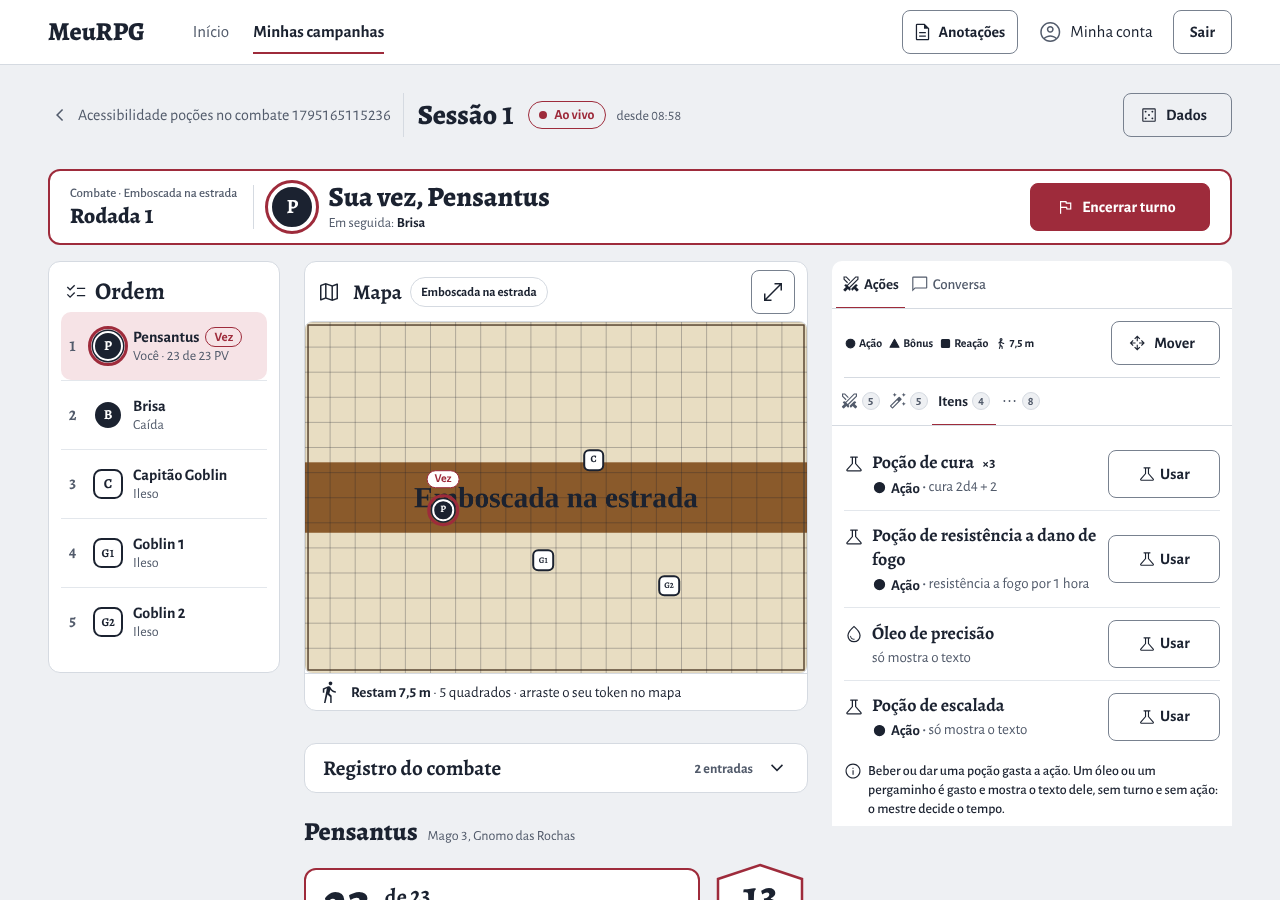 MeuRPG
Início
Minhas campanhas
Anotações
Minha conta
Sair
Acessibilidade poções no combate 1795165115236
Sessão 1
Ao vivo
desde 08:58
Dados
Combate · Emboscada na estrada
Rodada 1
P
Sua vez, Pensantus
Em seguida: Brisa
Encerrar turno
Ordem
1
P
Pensantus
Vez
Você · 23 de 23 PV
2
B
Brisa
Caída
3
C
Capitão Goblin
Ileso
4
G1
Goblin 1
Ileso
5
G2
Goblin 2
Ileso
Mapa
Emboscada na estrada
C
Vez
Emboscada na estrada
P
G1
G2
Restam 7,5 m · 5 quadrados · arraste o seu token no mapa
Registro do combate
2 entradas
Pensantus
Mago 3, Gnomo das Rochas
23
de 23
13
Ações
Conversa
Ação
Bônus
Reação
7,5 m
Mover
5
5
Itens
4
8
Poção de cura ×3
Ação · cura 2d4 + 2
Usar
Poção de resistência a dano de
fogo
Ação · resistência a fogo por 1 hora
Usar
Óleo de precisão
só mostra o texto
Usar
Poção de escalada
Ação · só mostra o texto
Usar
Beber ou dar uma poção gasta a ação. Um óleo ou um
pergaminho é gasto e mostra o texto dele, sem turno e sem ação:
o mestre decide o tempo.